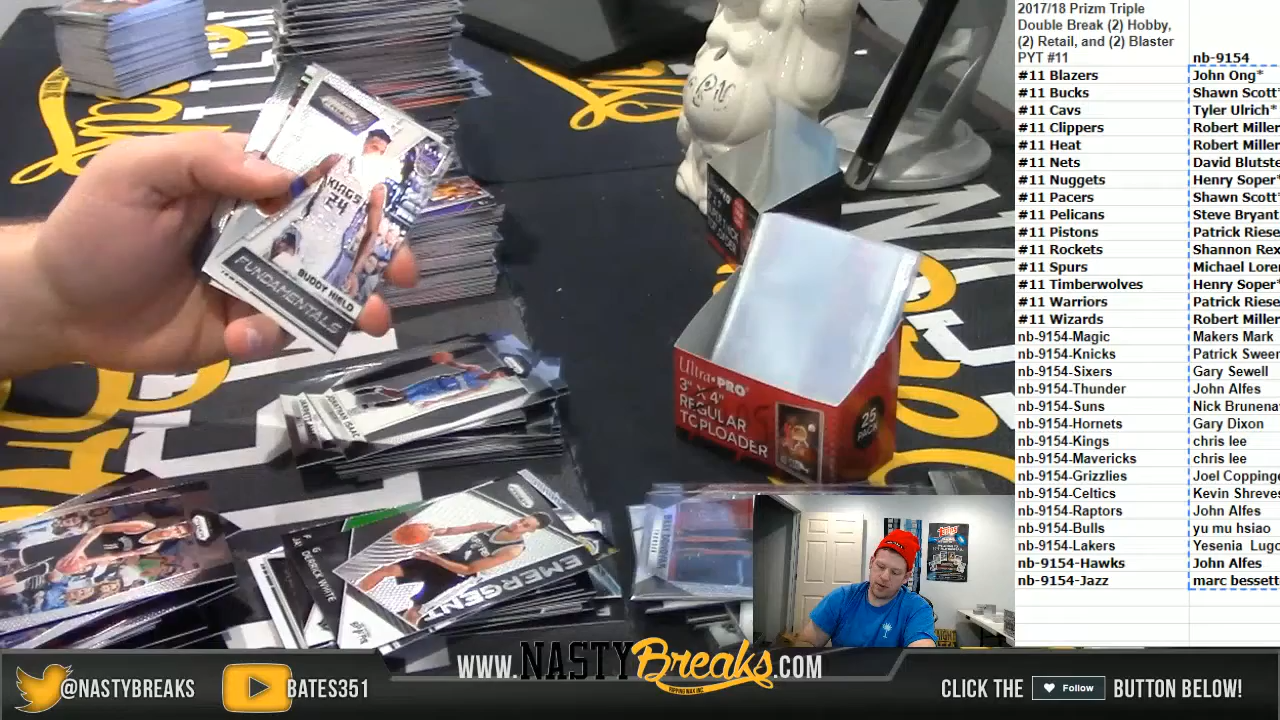 2017/18 Prizm Triple
Double Break (2) Hobby,
(2) Retail, and (2) Blaster
PYT #11 nb-9154
#11 Blazers John Ong*
#11 Bucks Shawn Scott*
#11 Cavs Tyler Ulrich*
#11 Clippers Robert Miller
#11 Heat Robert Miller
#11 Nets David Blutste
#11 Nuggets Henry Soper*
#11 Pacers Shawn Scott*
#11 Pelicans Steve Bryant
#11 Pistons Patrick Riese
#11 Rockets Shannon Rex
#11 Spurs Michael Loren
#11 Timberwolves Henry Soper*
#11 Warriors Patrick Riese
#11 Wizards Robert Miller
nb-9154-Magic Makers Mark
nb-9154-Knicks Patrick Sween
nb-9154-Sixers Gary Sewell
nb-9154-Thunder John Alfes
nb-9154-Suns Nick Brunena
nb-9154-Hornets Gary Dixon
nb-9154-Kings chris lee
nb-9154-Mavericks chris lee
nb-9154-Grizzlies Joel Copping
nb-9154-Celtics Kevin Shreve
nb-9154-Raptors John Alfes
nb-9154-Bulls yu mu hsiao
nb-9154-Lakers Yesenia Lugo
nb-9154-Hawks John Alfes
nb-9154-Jazz marc bessett
KINGS
24
BUDDY HIELD
FUNDAMENTALS
Ultra•PRO
3" X 4"
REGULAR
TOPLOADER
25
PACK
JONATHAN ISAAC
DERRICK WHITE
EMERGENT
@NASTYBREAKS
BATES351
WWW.NASTYBreaks.COM
CLICK THE Follow BUTTON BELOW!